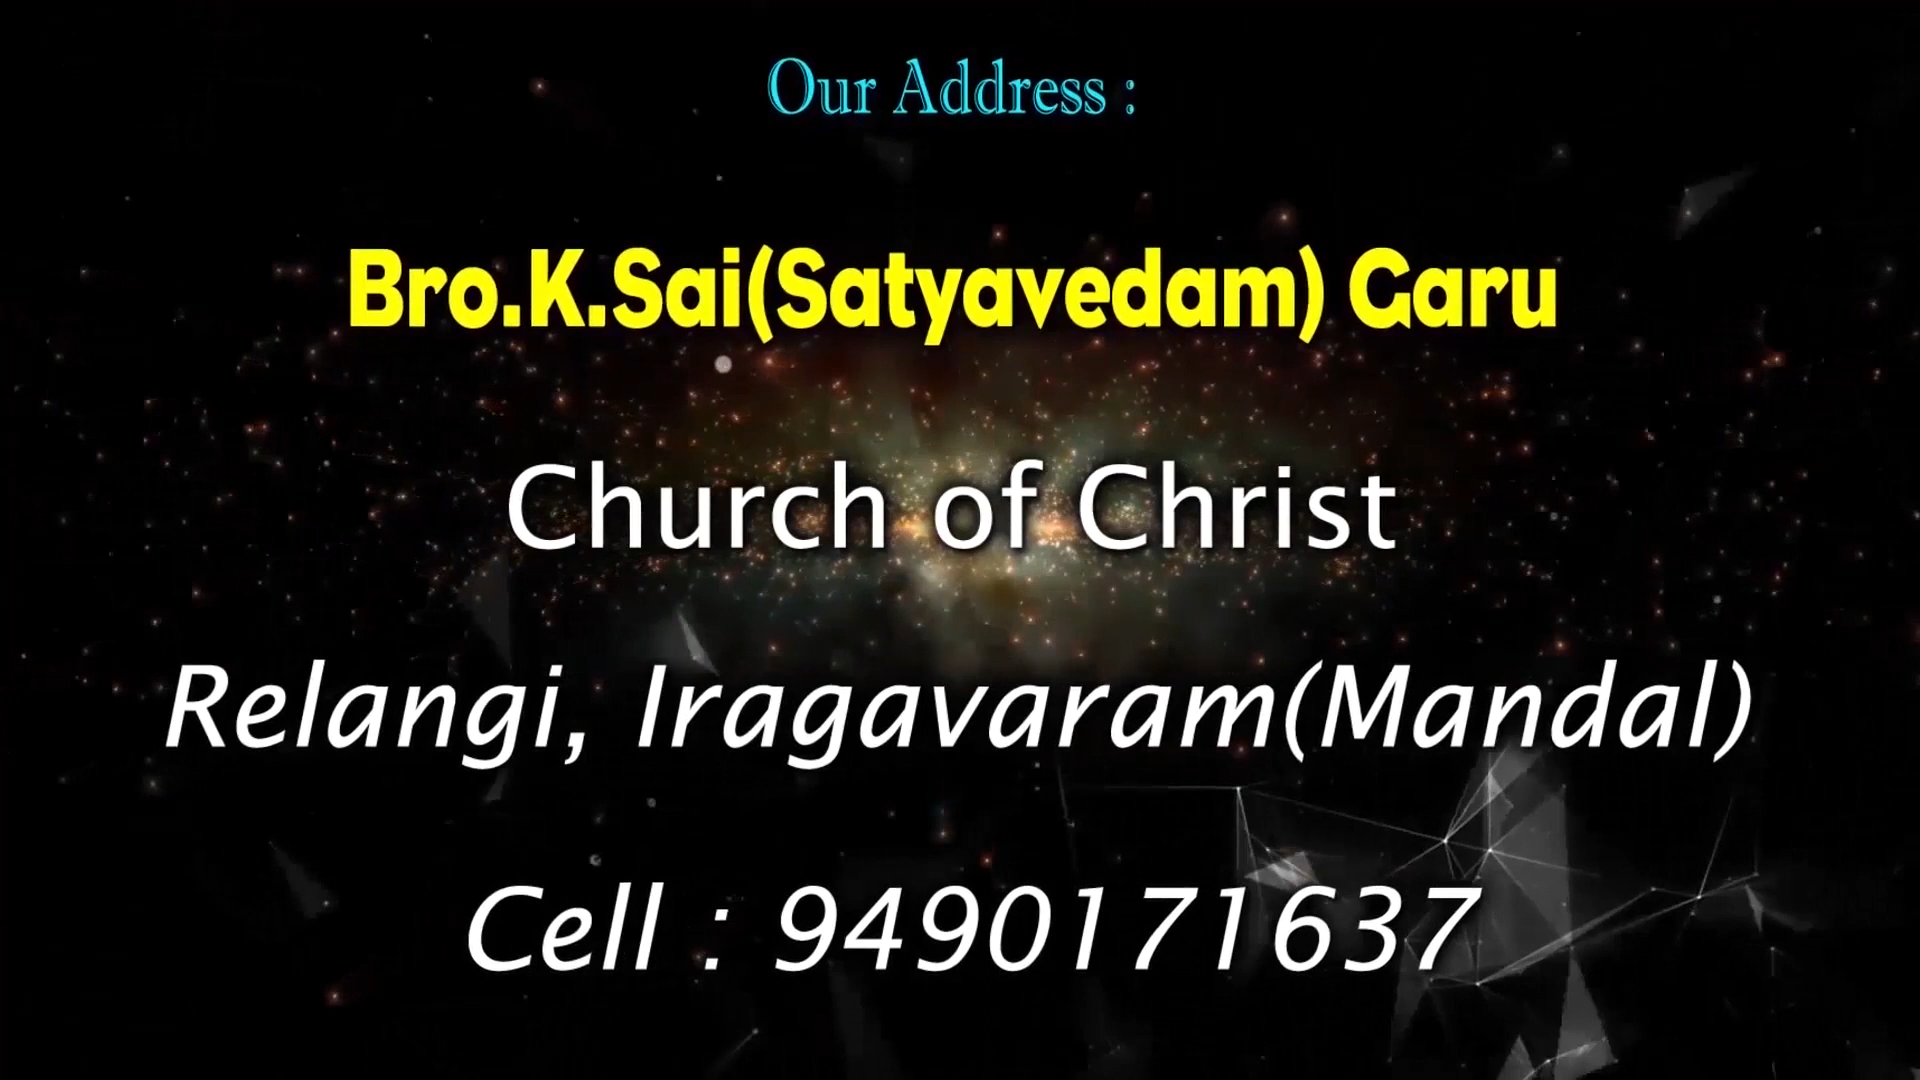 Our Address :
Bro.K.Sai(Satyavedam) Garu
Church of Christ
Relangi, Iragavaram(Mandal)
Cell : 9490171637